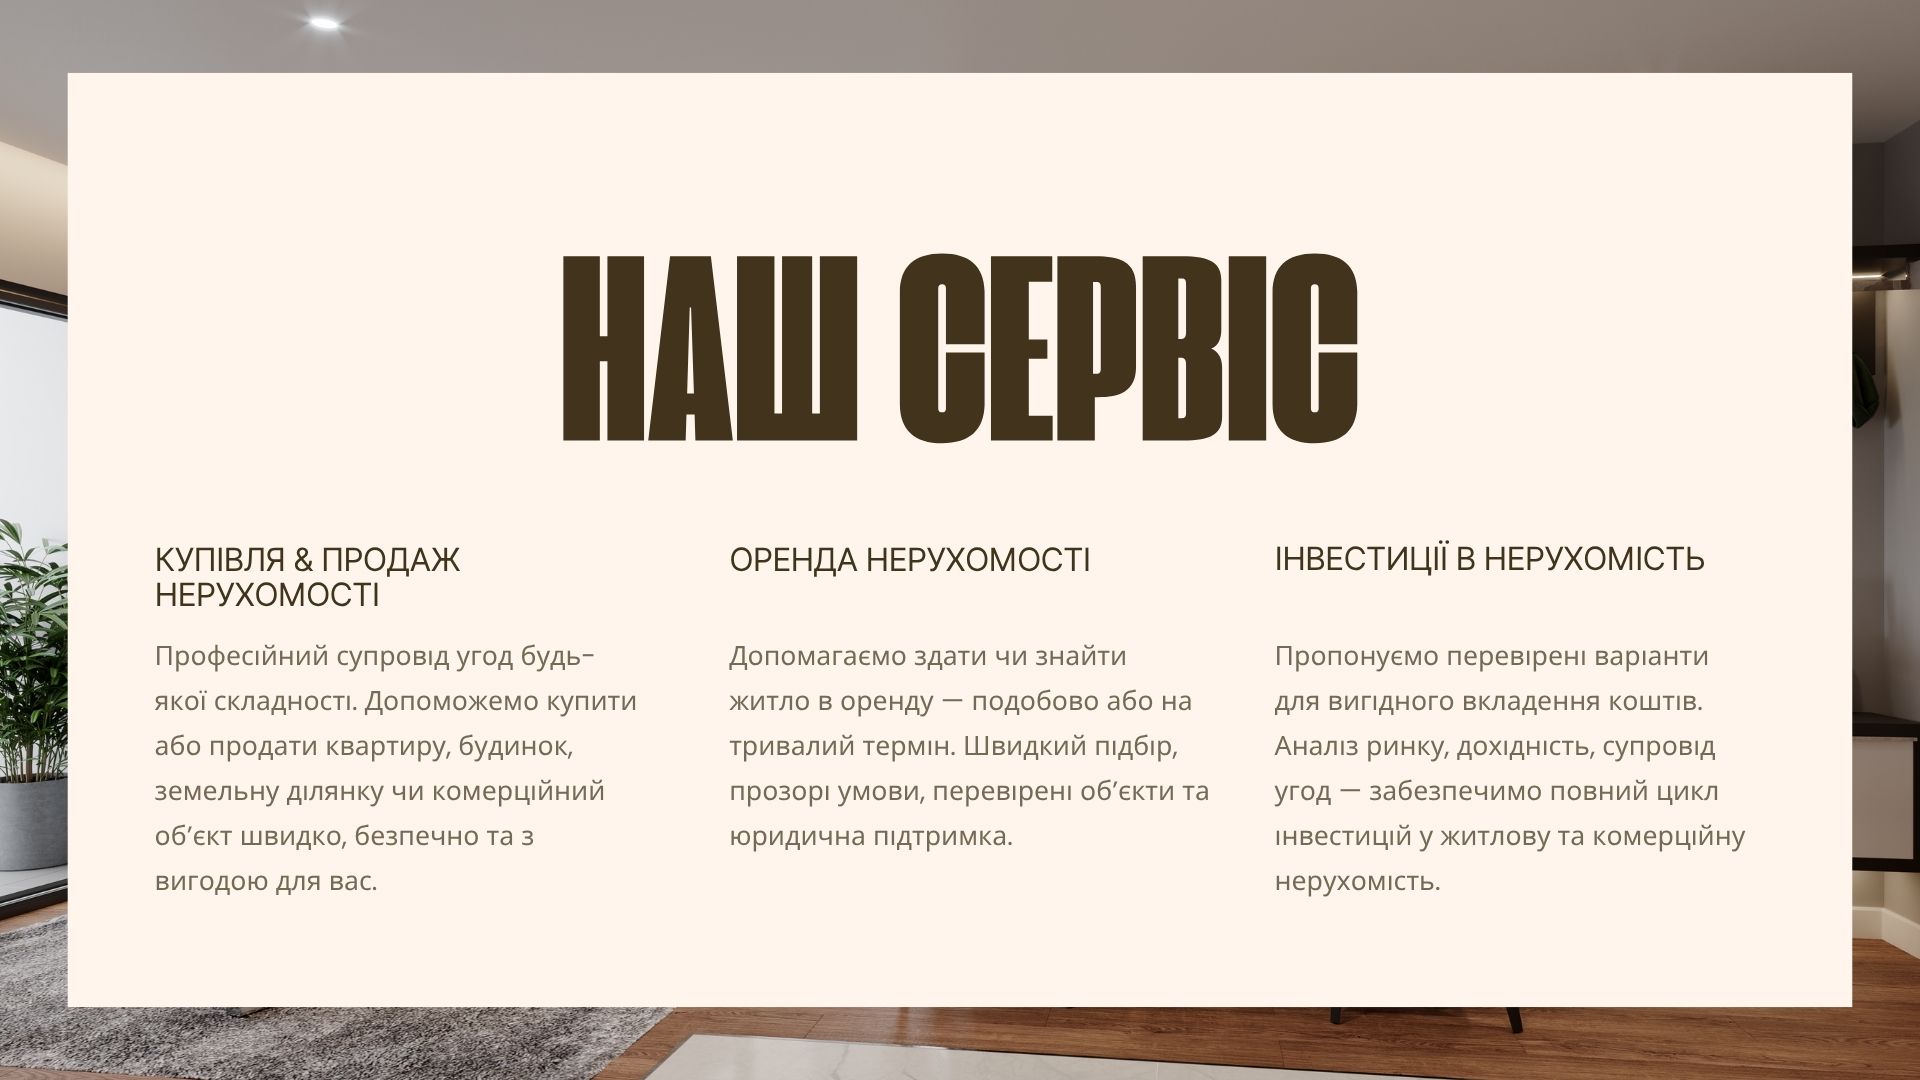 НАШ СЕРВІС
КУПІВЛЯ & ПРОДАЖ
НЕРУХОМОСТІ
Професійний супровід угод будь-
якої складності. Допоможемо купити
або продати квартиру, будинок,
земельну ділянку чи комерційний
об’єкт швидко, безпечно та з
вигодою для вас.
ОРЕНДА НЕРУХОМОСТІ
Допомагаємо здати чи знайти
житло в оренду — подобово або на
тривалий термін. Швидкий підбір,
прозорі умови, перевірені об’єкти та
юридична підтримка.
ІНВЕСТИЦІЇ В НЕРУХОМІСТЬ
Пропонуємо перевірені варіанти
для вигідного вкладення коштів.
Аналіз ринку, дохідність, супровід
угод — забезпечимо повний цикл
інвестицій у житлову та комерційну
нерухомість.